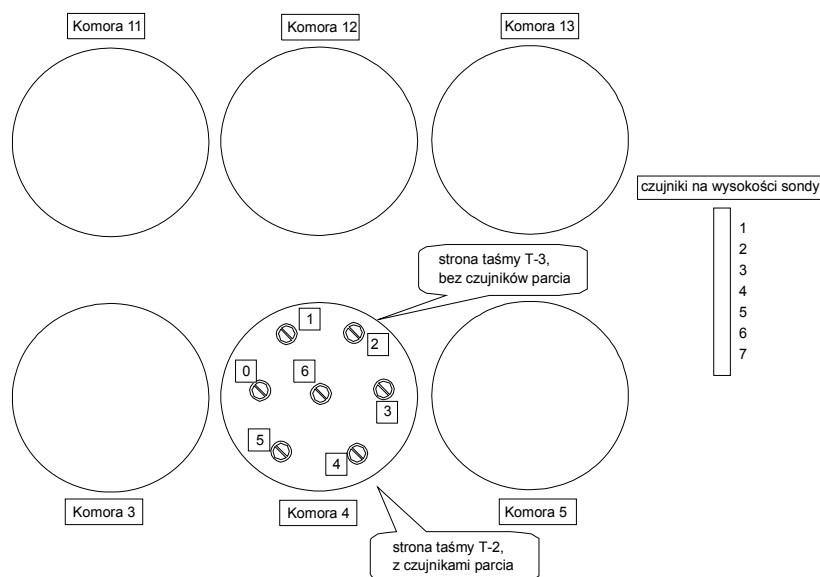 Komora 11
Komora 12
Komora 13
czujniki na wysokości sondy
1
2
3
4
5
6
7
strona taśmy T-3,
bez czujników parcia
1
2
0
6
3
5
4
Komora 3
Komora 4
Komora 5
strona taśmy T-2,
z czujnikami parcia